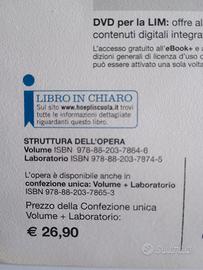 DVD per la LIM: offre al
contenuti digitali integra
L'accesso gratuito all'eBook+ e a
dizioni generali di licenza d'uso d
può essere attivato una sola volta
LIBRO IN CHIARO
Sul sito www.hoepliscuola.it trovi
tutte le informazioni dettagliate
riguardanti questo libro.
STRUTTURA DELL'OPERA
Volume ISBN 978-88-203-7864-6
Laboratorio ISBN 978-88-203-7874-5
L'opera è disponibile anche in
confezione unica: Volume + Laboratorio
ISBN 978-88-203-7865-3
Prezzo della Confezione unica
Volume + Laboratorio:
€ 26,90
subito